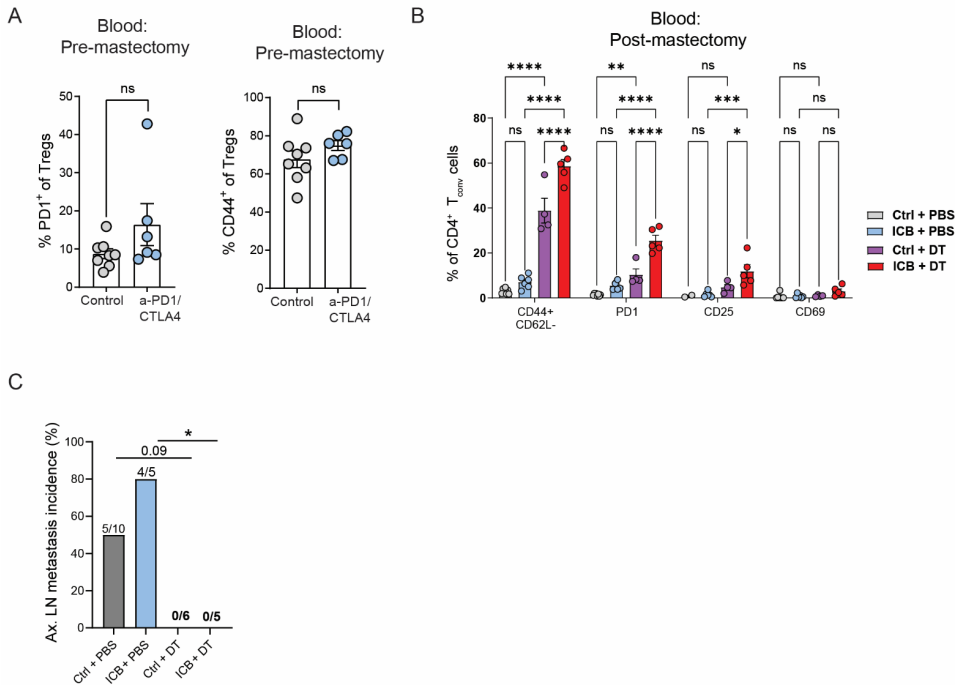 A
Blood:
Pre-mastectomy
ns
% PD1+ of Tregs
50
40
30
20
10
0
Control
a-PD1/
CTLA4
Blood:
Pre-mastectomy
ns
% CD44+ of Tregs
100
80
60
40
20
0
Control
a-PD1/
CTLA4
B
Blood:
Post-mastectomy
**** ** ns ns
**** **** *** ns
ns **** ns **** ns * ns ns
% of CD4+ Tconv cells
80
60
40
20
0
CD44+
CD62L-
PD1
CD25
CD69
Ctrl + PBS
ICB + PBS
Ctrl + DT
ICB + DT
C
Ax. LN metastasis incidence (%)
100
80
60
40
20
0
*
0.09
5/10
4/5
0/6
0/5
Ctrl + PBS
ICB + PBS
Ctrl + DT
ICB + DT